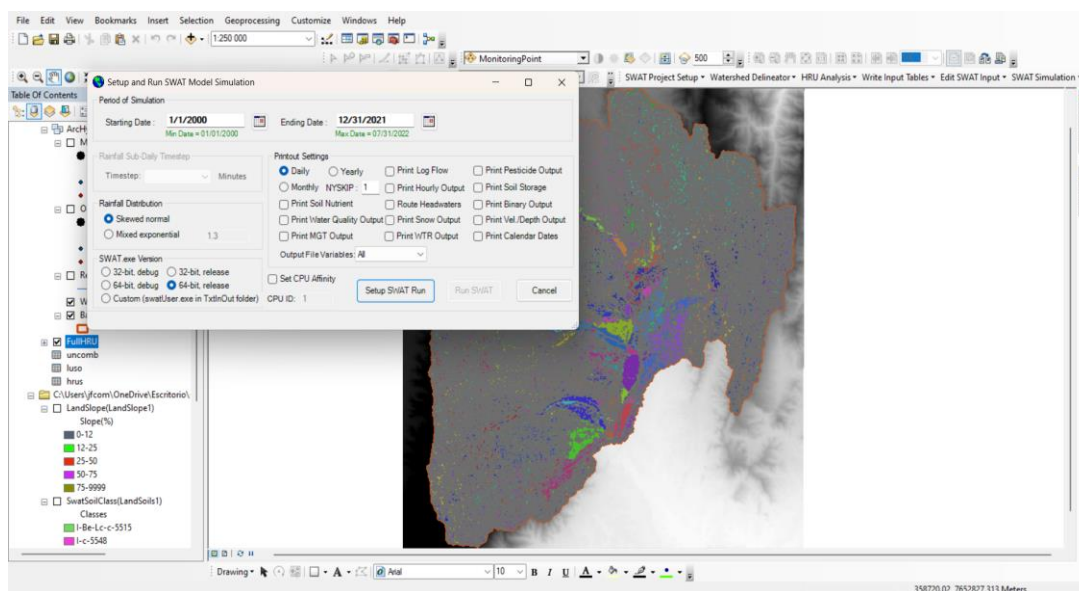 File Edit View Bookmarks Insert Selection Geoprocessing Customize Windows Help
1:250 000
MonitoringPoint
500
SWAT Project Setup Watershed Delineator HRU Analysis Write Input Tables Edit SWAT Input SWAT Simulation
Table Of Contents
ArcH
M
O
Re
W
Ba
FullHRU
uncomb
luso
hrus
C:\Users\jfcom\OneDrive\Escritorio\
LandSlope(LandSlope1)
Slope(%)
0-12
12-25
25-50
50-75
75-9999
SwatSoilClass(LandSoils1)
Classes
I-Be-Lc-c-5515
I-c-5548
Setup and Run SWAT Model Simulation
Period of Simulation
Starting Date : 1/1/2000
Min Date = 01/01/2000
Ending Date : 12/31/2021
Max Date = 07/31/2022
Rainfall Sub-Daily Timestep
Timestep: Minutes
Rainfall Distribution
Skewed normal
Mixed exponential 1.3
SWAT.exe Version
32-bit, debug 32-bit, release
64-bit, debug 64-bit, release
Custom (swatUser.exe in TxtInOut folder)
Printout Settings
Daily Yearly Print Log Flow Print Pesticide Output
Monthly NYSKIP : 1 Print Hourly Output Print Soil Storage
Print Soil Nutrient Route Headwaters Print Binary Output
Print Water Quality Output Print Snow Output Print Vel./Depth Output
Print MGT Output Print WTR Output Print Calendar Dates
Output File Variables: All
Set CPU Affinity
CPU ID: 1
Setup SWAT Run Run SWAT Cancel
Drawing A Arial 10 B I U A
358720.02 7652827.313 Meters